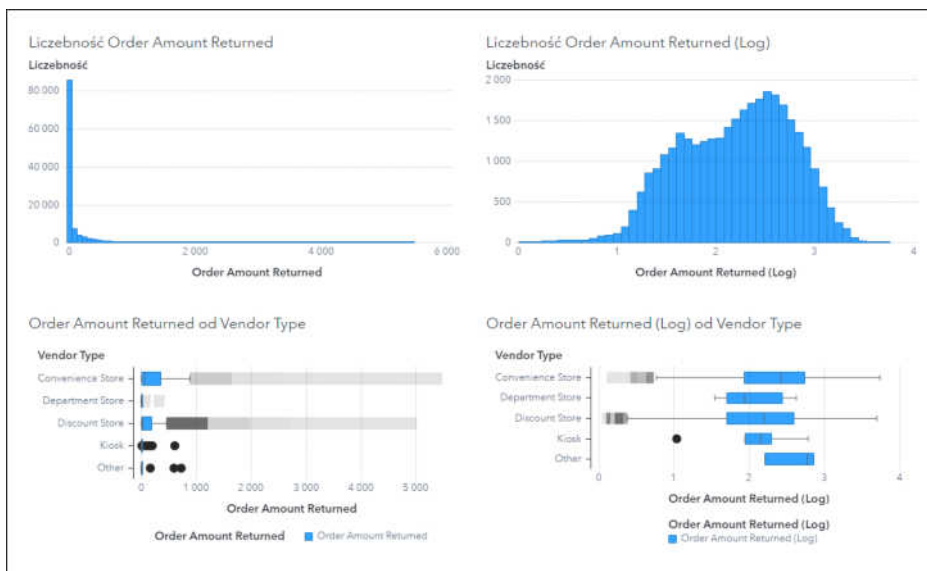 Liczebność Order Amount Returned
Liczebność
80 000
60 000
40 000
20 000
0
0 2 000 4 000 6 000
Order Amount Returned
Liczebność Order Amount Returned (Log)
Liczebność
2 000
1 500
1 000
500
0
0 1 2 3 4
Order Amount Returned (Log)
Order Amount Returned od Vendor Type
Vendor Type
Convenience Store
Department Store
Discount Store
Kiosk
Other
0 1 000 2 000 3 000 4 000 5 000
Order Amount Returned
Order Amount Returned Order Amount Returned
Order Amount Returned (Log) od Vendor Type
Vendor Type
Convenience Store
Department Store
Discount Store
Kiosk
Other
0 1 2 3 4
Order Amount Returned (Log)
Order Amount Returned (Log)
Order Amount Returned (Log)